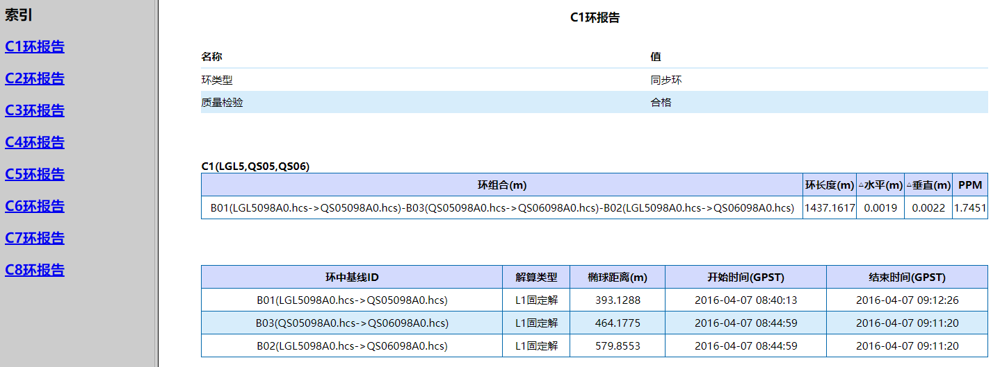 索引
C1环报告
C2环报告
C3环报告
C4环报告
C5环报告
C6环报告
C7环报告
C8环报告
C1环报告
名称 值
环类型 同步环
质量检验 合格
C1(LGL5,QS05,QS06)
环组合(m) 环长度(m) △水平(m) △垂直(m) PPM
B01(LGL5098A0.hcs->QS05098A0.hcs)-B03(QS05098A0.hcs->QS06098A0.hcs)-B02(LGL5098A0.hcs->QS06098A0.hcs) 1437.1617 0.0019 0.0022 1.7451
环中基线ID 解算类型 椭球距离(m) 开始时间(GPST) 结束时间(GPST)
B01(LGL5098A0.hcs->QS05098A0.hcs) L1固定解 393.1288 2016-04-07 08:40:13 2016-04-07 09:12:26
B03(QS05098A0.hcs->QS06098A0.hcs) L1固定解 464.1775 2016-04-07 08:44:59 2016-04-07 09:11:20
B02(LGL5098A0.hcs->QS06098A0.hcs) L1固定解 579.8553 2016-04-07 08:44:59 2016-04-07 09:11:20